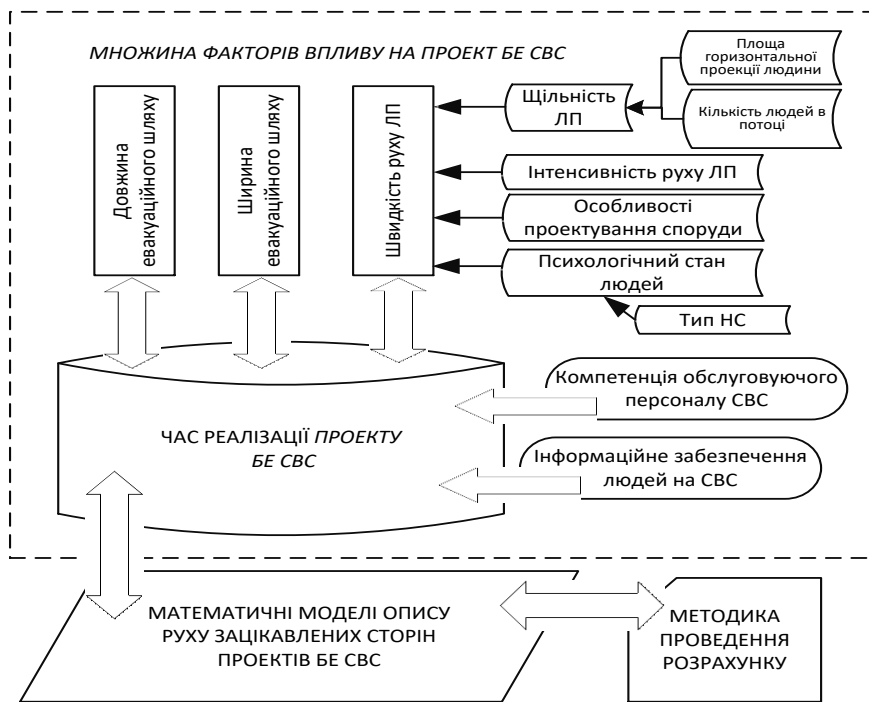 МНОЖИНА ФАКТОРІВ ВПЛИВУ НА ПРОЕКТ БЕ СВС
Довжина
евакуаційного шляху
Ширина
евакуаційного шляху
Швидкість руху ЛП
Щільність
ЛП
Площа
горизонтальної
проекції людини
Кількість людей в
потоці
Інтенсивність руху ЛП
Особливості
проектування споруди
Психологічний стан
людей
Тип НС
Компетенція обслуговуючого
персоналу СВС
ЧАС РЕАЛІЗАЦІЇ ПРОЕКТУ
БЕ СВС
Інформаційне забезпечення
людей на СВС
МАТЕМАТИЧНІ МОДЕЛІ ОПИСУ
РУХУ ЗАЦІКАВЛЕНИХ СТОРІН
ПРОЕКТІВ БЕ СВС
МЕТОДИКА
ПРОВЕДЕННЯ
РОЗРАХУНКУ